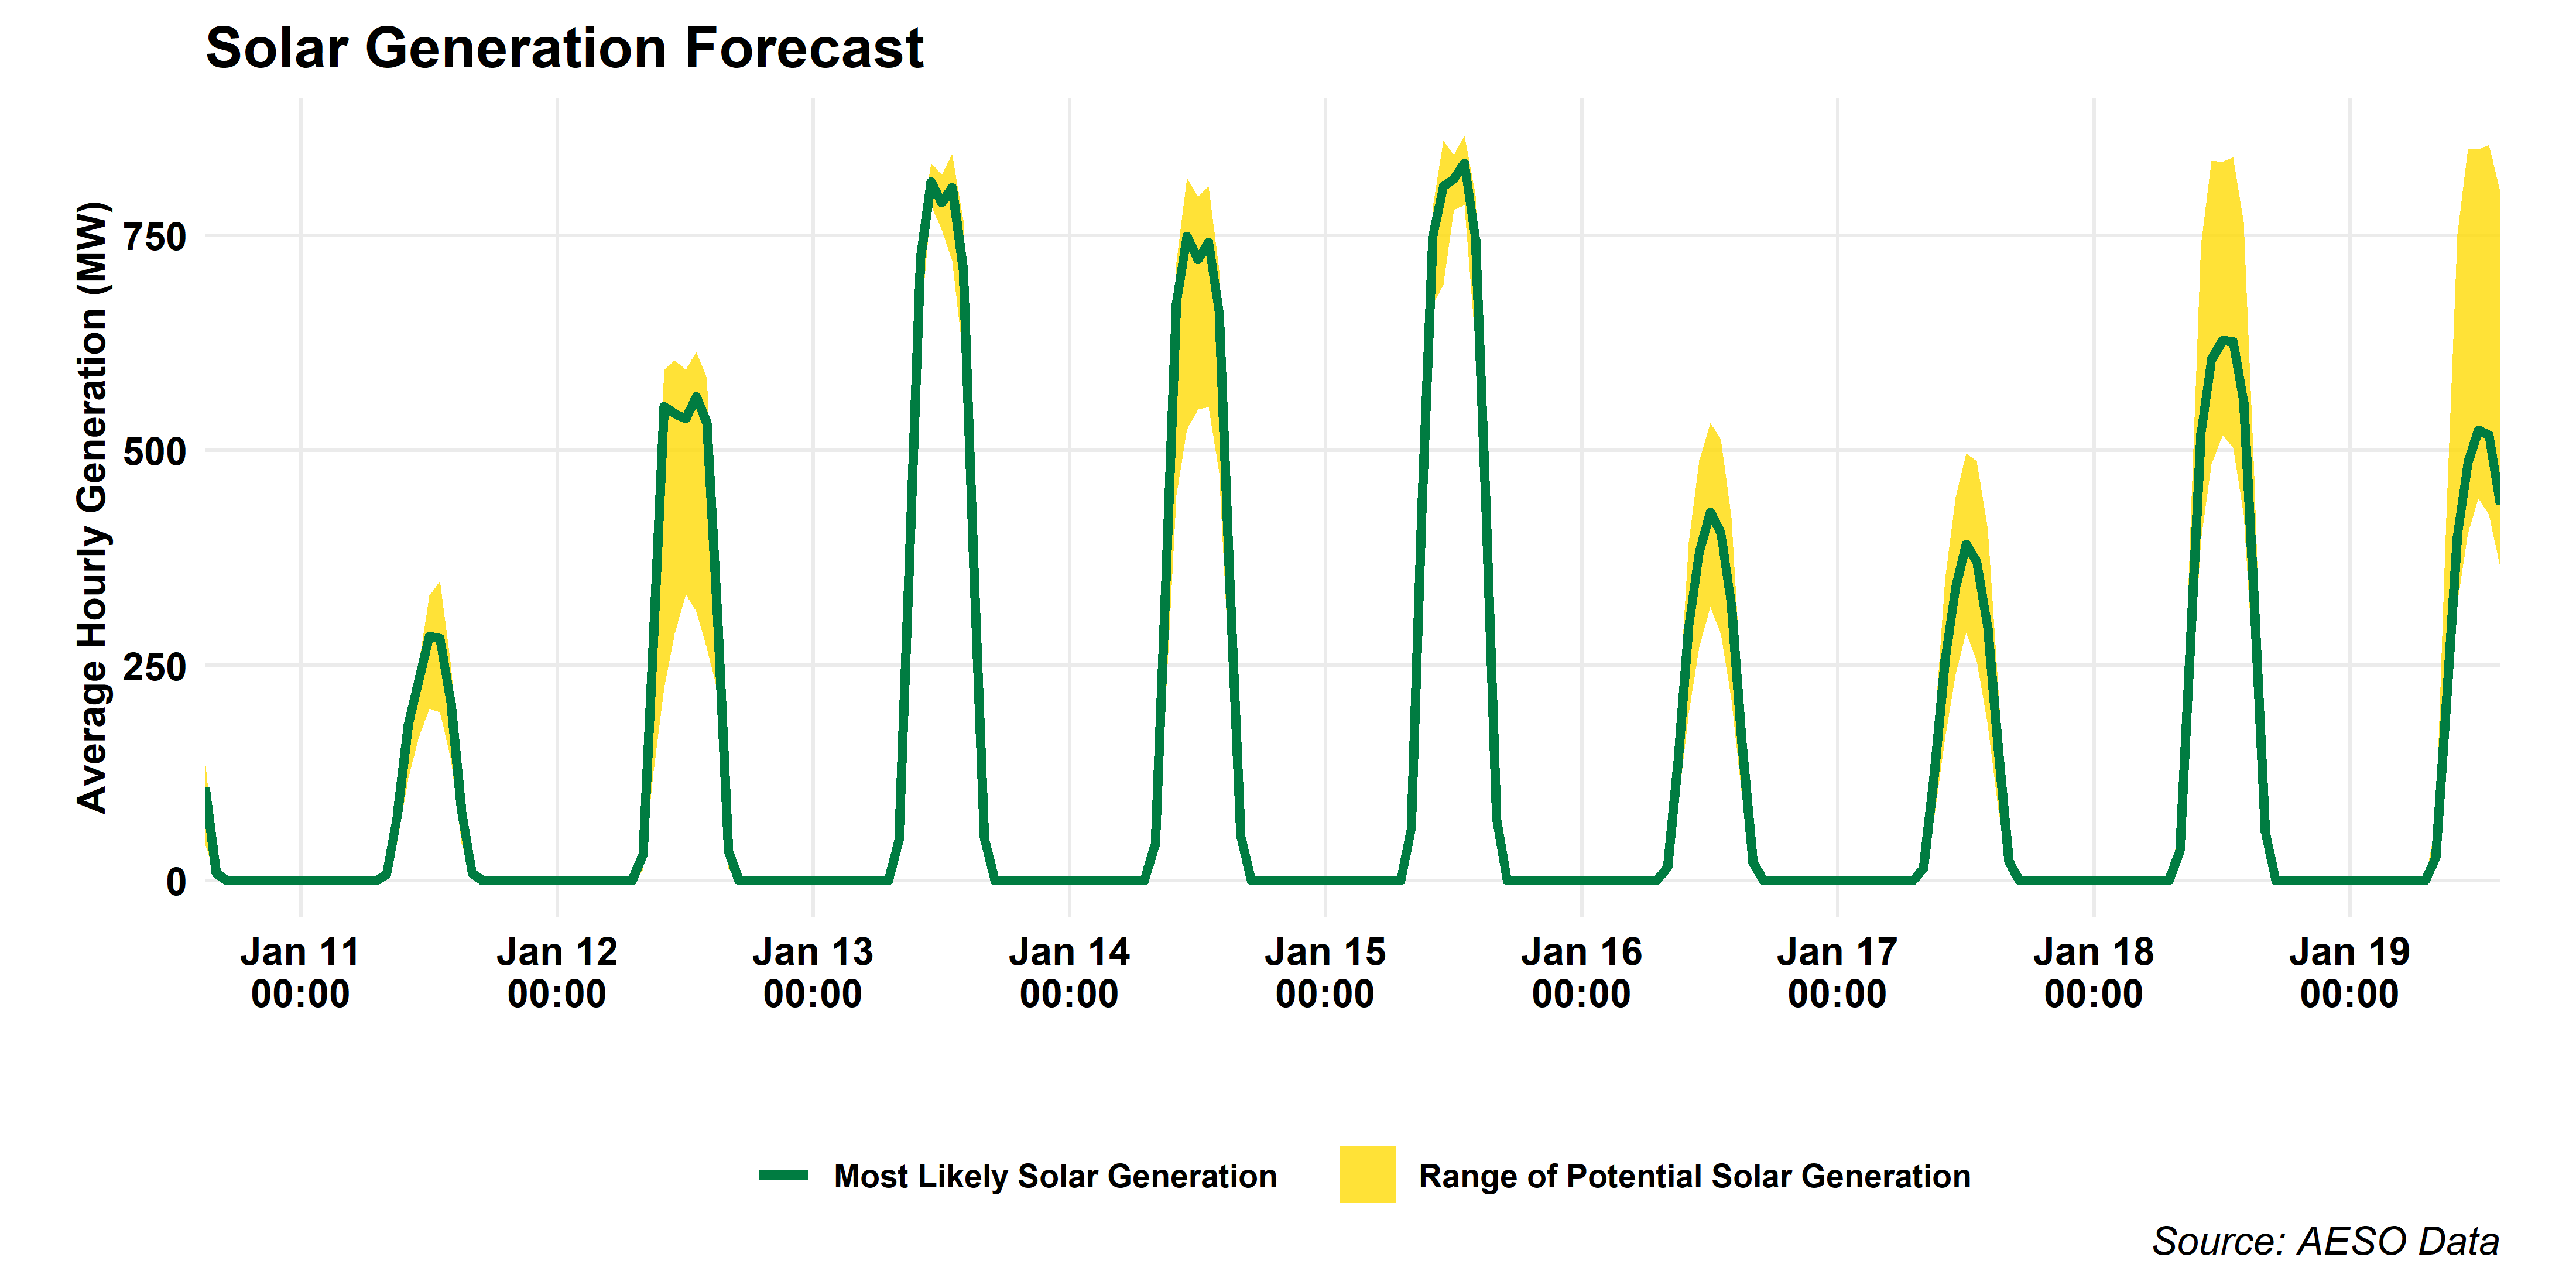 Solar Generation Forecast
Average Hourly Generation (MW)
750
500
250
0
Jan 11
00:00
Jan 12
00:00
Jan 13
00:00
Jan 14
00:00
Jan 15
00:00
Jan 16
00:00
Jan 17
00:00
Jan 18
00:00
Jan 19
00:00
Most Likely Solar Generation
Range of Potential Solar Generation
Source: AESO Data